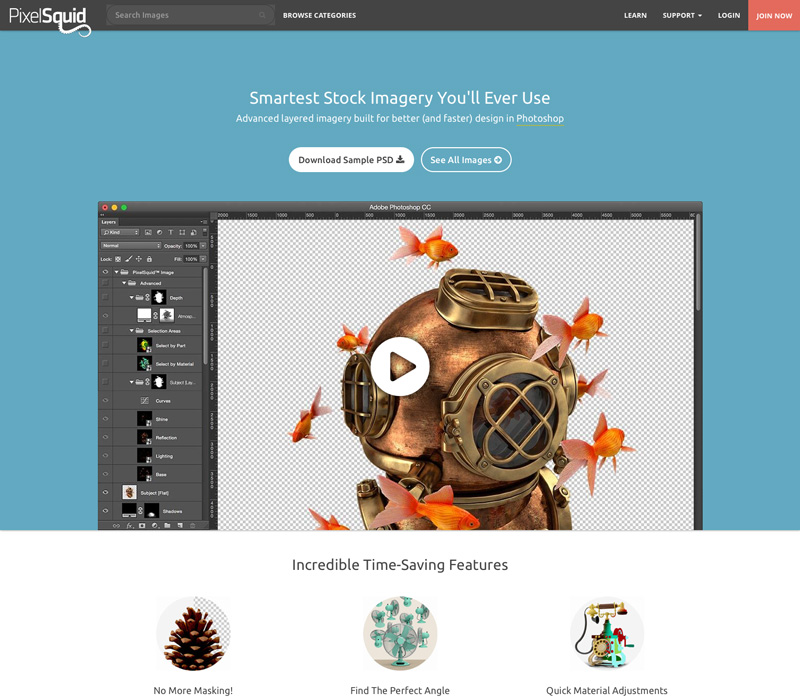 PixelSquid
Search Images
BROWSE CATEGORIES
LEARN
SUPPORT
LOGIN
JOIN NOW
Smartest Stock Imagery You'll Ever Use
Advanced layered imagery built for better (and faster) design in Photoshop
Download Sample PSD
See All Images
Adobe Photoshop CC
Layers
Kind
Normal
Opacity: 100%
Lock:
Fill: 100%
PixelSquid™ Image
Advanced
Depth
Atmosp...
Selection Areas
Select by Part
Select by Material
Curves
Shine
Reflection
Lighting
Base
Subject [Flat]
Shadows
Incredible Time-Saving Features
No More Masking!
Find The Perfect Angle
Quick Material Adjustments